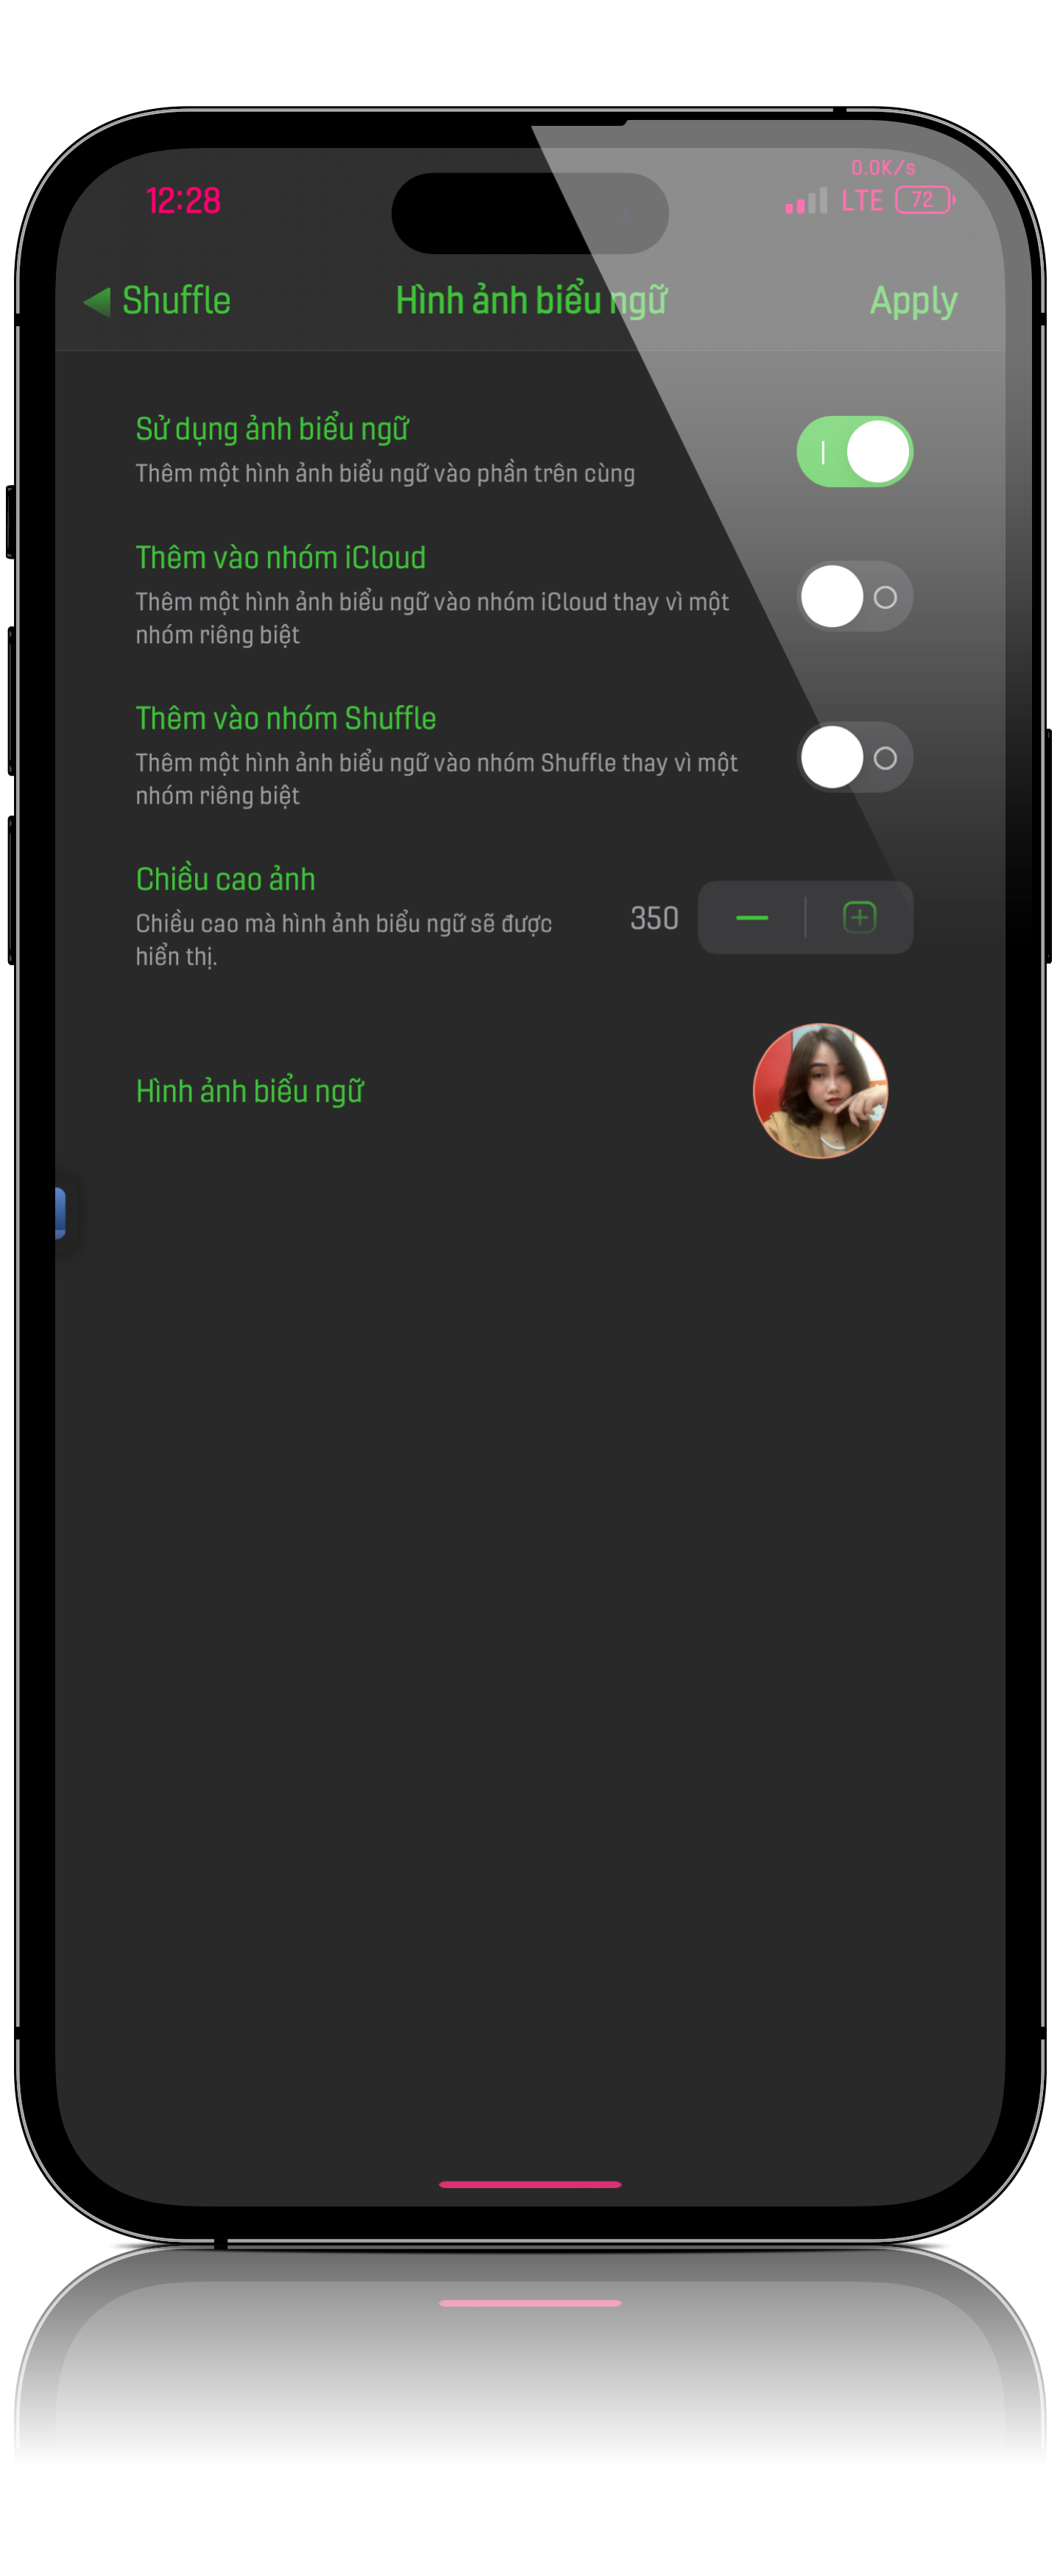 0.0K/s
12:28
LTE 72
Shuffle
Hình ảnh biểu ngữ
Apply
Sử dụng ảnh biểu ngữ
Thêm một hình ảnh biểu ngữ vào phần trên cùng
Thêm vào nhóm iCloud
Thêm một hình ảnh biểu ngữ vào nhóm iCloud thay vì một
nhóm riêng biệt
Thêm vào nhóm Shuffle
Thêm một hình ảnh biểu ngữ vào nhóm Shuffle thay vì một
nhóm riêng biệt
Chiều cao ảnh
Chiều cao mà hình ảnh biểu ngữ sẽ được
hiển thị.
350
Hình ảnh biểu ngữ